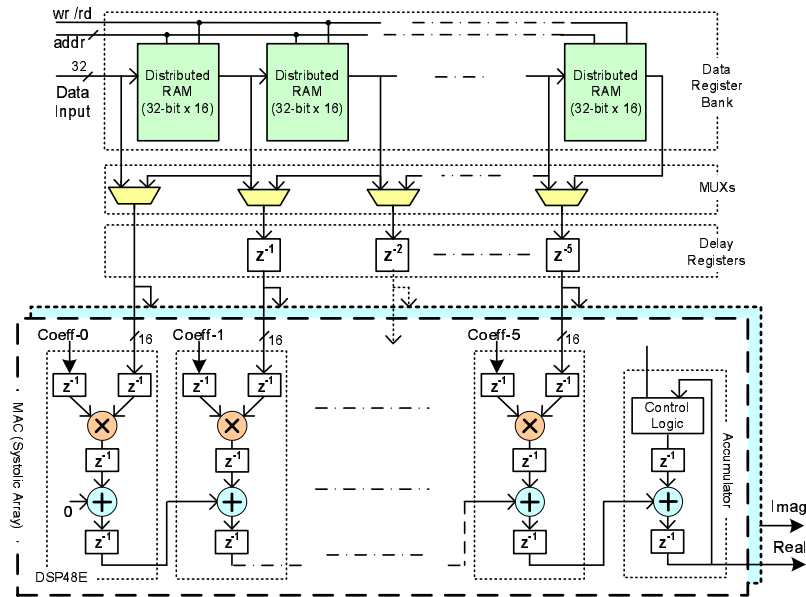 wr /rd
addr
32
Data
Input
Distributed
RAM
(32-bit x 16)
Distributed
RAM
(32-bit x 16)
Distributed
RAM
(32-bit x 16)
Data
Register
Bank
MUXs
z⁻¹
z⁻²
z⁻⁵
Delay
Registers
Coeff-0
16
Coeff-1
16
Coeff-5
16
z⁻¹ z⁻¹
z⁻¹ z⁻¹
z⁻¹ z⁻¹
Control
Logic
MAC (Systolic Array)
Accumulator
× × ×
z⁻¹ z⁻¹ z⁻¹ z⁻¹
0
+ + + +
z⁻¹ z⁻¹ z⁻¹ z⁻¹
DSP48E
Imag
Real